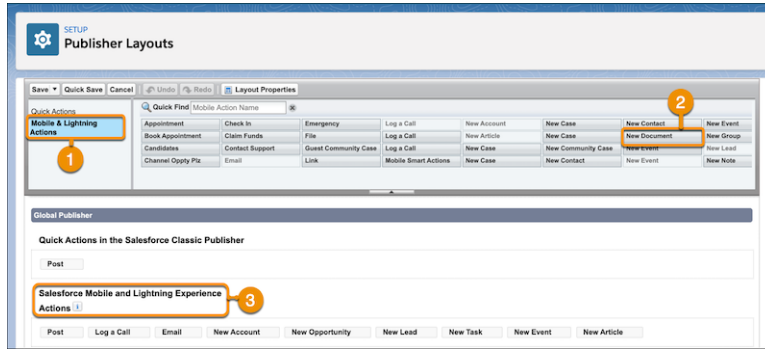 SETUP
Publisher Layouts
Save Quick Save Cancel Undo Redo Layout Properties
Quick Actions
Mobile & Lightning
Actions
Quick Find Mobile Action Name
Appointment Check In Emergency Log a Call New Account New Case New Contact New Event
Book Appointment Claim Funds File Log a Call New Article New Case New Document New Group
Candidates Contact Support Guest Community Case Log a Call New Case New Community Case New Event New Lead
Channel Oppty Plz Email Link Mobile Smart Actions New Case New Contact New Event New Note
1
2
Global Publisher
Quick Actions in the Salesforce Classic Publisher
Post
Salesforce Mobile and Lightning Experience
Actions i
3
Post Log a Call Email New Account New Opportunity New Lead New Task New Event New Article